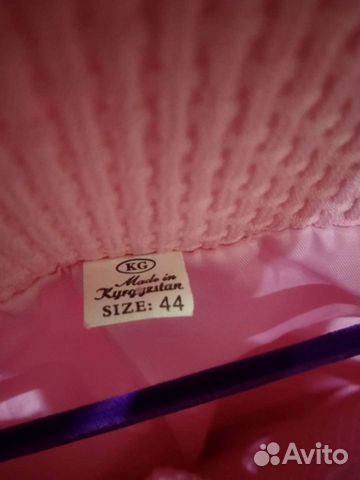 KG
Made in
Kyrgyzstan
SIZE: 44
Avito